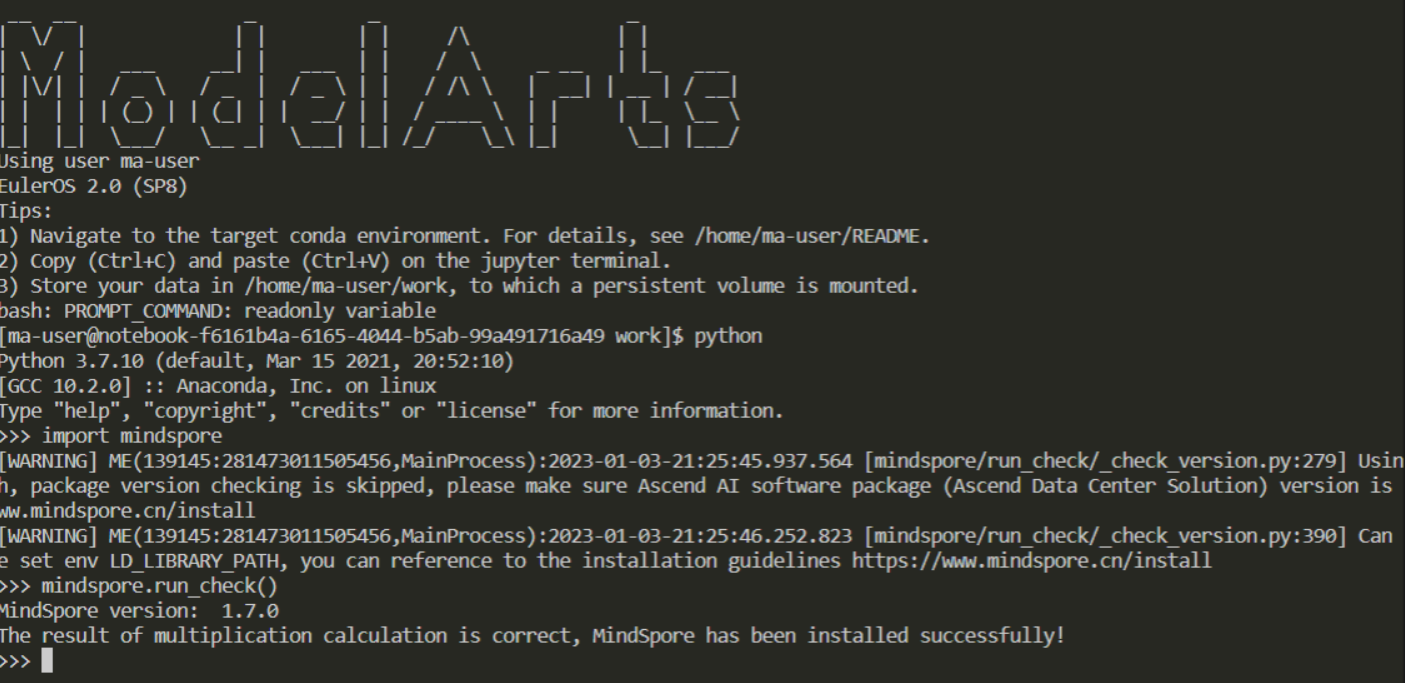 ModelArts
Using user ma-user
EulerOS 2.0 (SP8)
Tips:
1) Navigate to the target conda environment. For details, see /home/ma-user/README.
2) Copy (Ctrl+C) and paste (Ctrl+V) on the jupyter terminal.
3) Store your data in /home/ma-user/work, to which a persistent volume is mounted.
bash: PROMPT_COMMAND: readonly variable
[ma-user@notebook-f6161b4a-6165-4044-b5ab-99a491716a49 work]$ python
Python 3.7.10 (default, Mar 15 2021, 20:52:10)
[GCC 10.2.0] :: Anaconda, Inc. on linux
Type "help", "copyright", "credits" or "license" for more information.
>>> import mindspore
[WARNING] ME(139145:281473011505456,MainProcess):2023-01-03-21:25:45.937.564 [mindspore/run_check/_check_version.py:279] Usin
h, package version checking is skipped, please make sure Ascend AI software package (Ascend Data Center Solution) version is
ww.mindspore.cn/install
[WARNING] ME(139145:281473011505456,MainProcess):2023-01-03-21:25:46.252.823 [mindspore/run_check/_check_version.py:390] Can
e set env LD_LIBRARY_PATH, you can reference to the installation guidelines https://www.mindspore.cn/install
>>> mindspore.run_check()
MindSpore version:  1.7.0
The result of multiplication calculation is correct, MindSpore has been installed successfully!
>>>